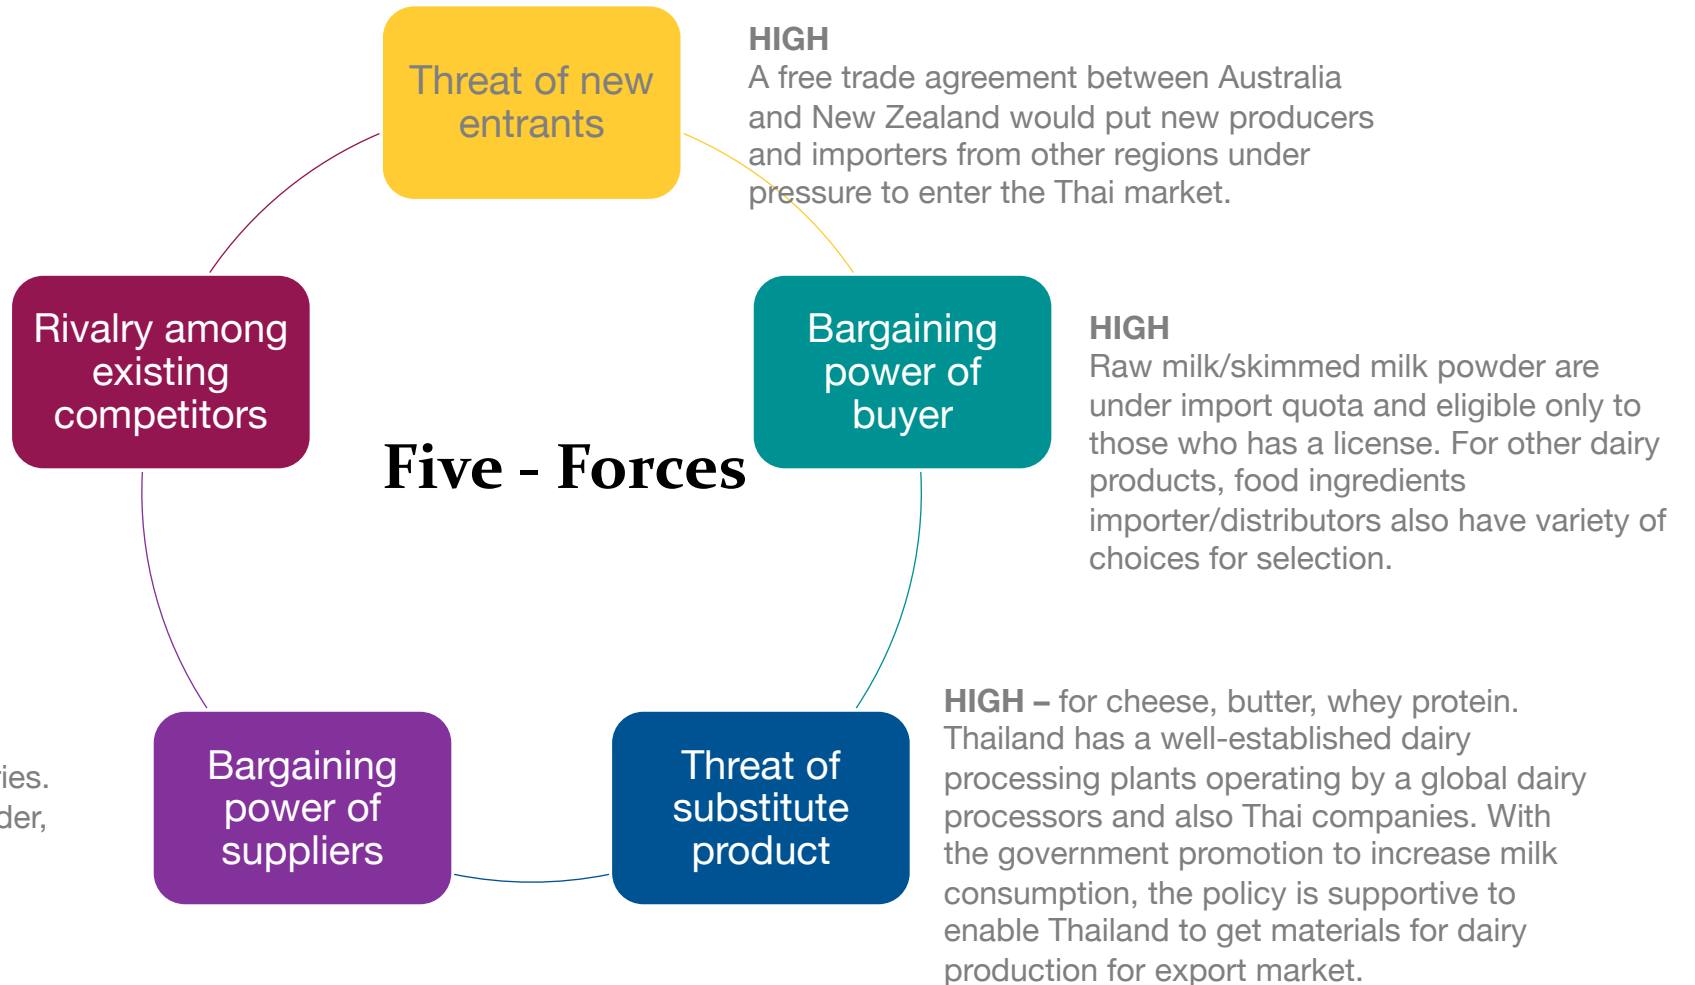 Threat of new
entrants
HIGH
A free trade agreement between Australia
and New Zealand would put new producers
and importers from other regions under
pressure to enter the Thai market.
Rivalry among
existing
competitors
Bargaining
power of
buyer
HIGH
Raw milk/skimmed milk powder are
under import quota and eligible only to
those who has a license. For other dairy
products, food ingredients
importer/distributors also have variety of
choices for selection.
Five - Forces
Bargaining
power of
suppliers
Threat of
substitute
product
HIGH – for cheese, butter, whey protein.
Thailand has a well-established dairy
processing plants operating by a global dairy
processors and also Thai companies. With
the government promotion to increase milk
consumption, the policy is supportive to
enable Thailand to get materials for dairy
production for export market.